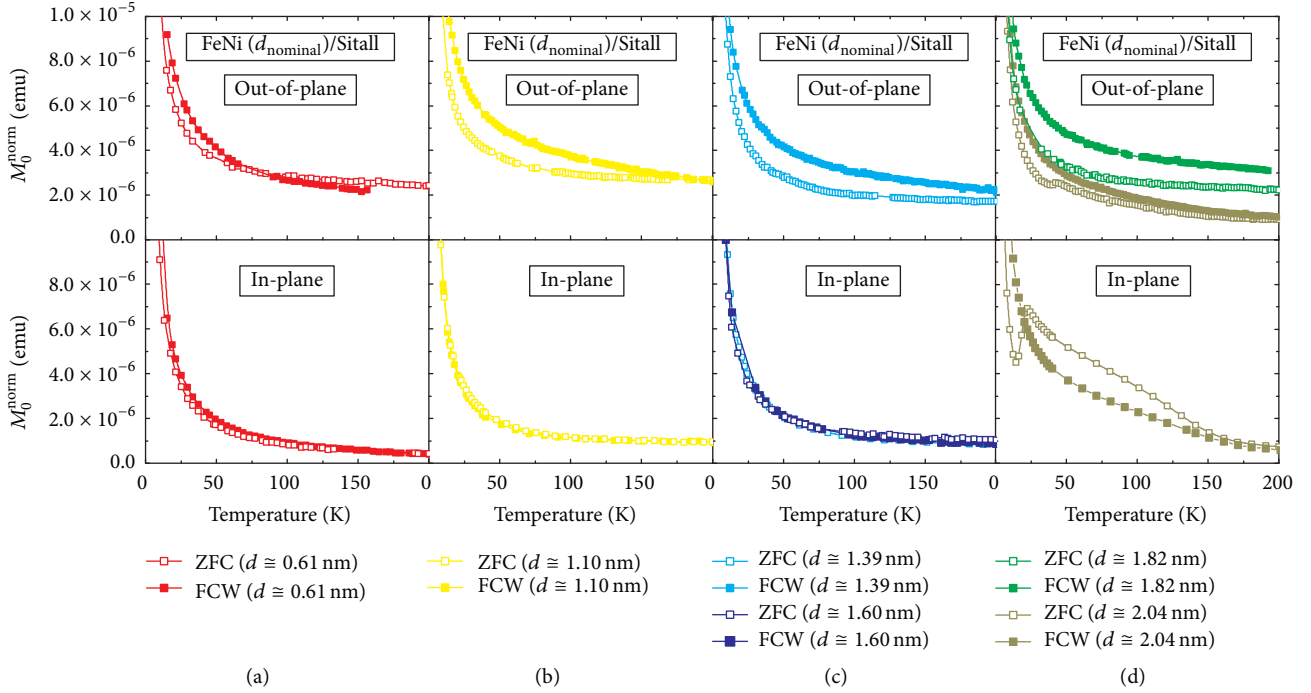 1.0 × 10⁻⁵
8.0 × 10⁻⁶
6.0 × 10⁻⁶
4.0 × 10⁻⁶
2.0 × 10⁻⁶
0.0
M₀ⁿᵒʳᵐ (emu)
FeNi (d_nominal)/Sitall
Out-of-plane
FeNi (d_nominal)/Sitall
Out-of-plane
FeNi (d_nominal)/Sitall
Out-of-plane
FeNi (d_nominal)/Sitall
Out-of-plane
8.0 × 10⁻⁶
6.0 × 10⁻⁶
4.0 × 10⁻⁶
2.0 × 10⁻⁶
0.0
M₀ⁿᵒʳᵐ (emu)
In-plane
In-plane
In-plane
In-plane
0 50 100 150 0 50 100 150 0 50 100 150 0 50 100 150 200
Temperature (K)
Temperature (K)
Temperature (K)
Temperature (K)
ZFC (d ≅ 0.61 nm)
FCW (d ≅ 0.61 nm)
ZFC (d ≅ 1.10 nm)
FCW (d ≅ 1.10 nm)
ZFC (d ≅ 1.39 nm)
FCW (d ≅ 1.39 nm)
ZFC (d ≅ 1.60 nm)
FCW (d ≅ 1.60 nm)
ZFC (d ≅ 1.82 nm)
FCW (d ≅ 1.82 nm)
ZFC (d ≅ 2.04 nm)
FCW (d ≅ 2.04 nm)
(a)
(b)
(c)
(d)